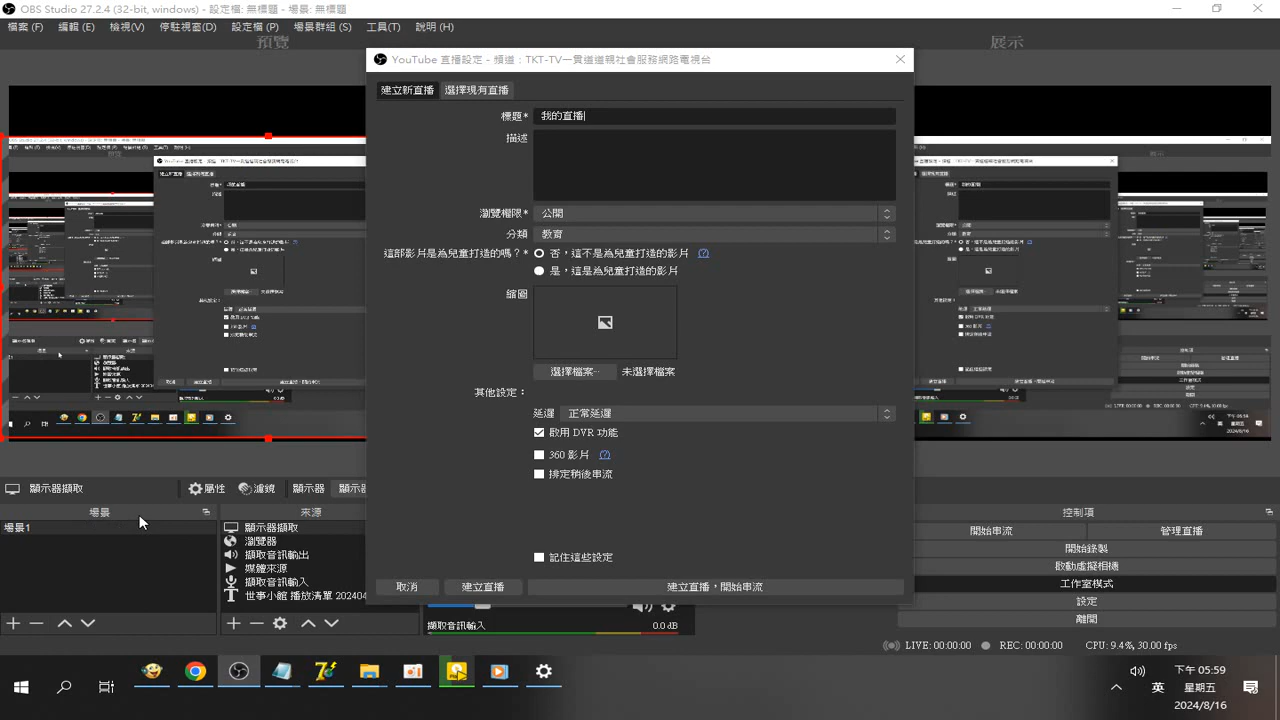 OBS Studio 27.2.4 (32-bit, windows) - 設定檔: 無標題 - 場景: 無標題
檔案 (F) 編輯 (E) 檢視(V) 停駐視窗(D) 設定檔 (P) 場景群組 (S) 工具(T) 說明 (H)
預覽
展示
YouTube 直播設定 - 頻道：TKT-TV一貫道道親社會服務網路電視台
建立新直播 選擇現有直播
標題* 我的直播
描述
瀏覽權限* 公開
分類 教育
這部影片是為兒童打造的嗎？* 否，這不是為兒童打造的影片
是，這是為兒童打造的影片
縮圖
選擇檔案… 未選擇檔案
其他設定：
延遲 正常延遲
啟用 DVR 功能
360 影片
排定稍後串流
記住這些設定
取消 建立直播 建立直播，開始串流
顯示器擷取 屬性 濾鏡 顯示器
場景
場景1
來源
顯示器擷取
瀏覽器
擷取音訊輸出
媒體來源
擷取音訊輸入
世事小館 播放清單 202404
擷取音訊輸入 0.0 dB
控制項
開始串流 管理直播
開始錄製
啟動虛擬相機
工作室模式
設定
離開
LIVE: 00:00:00 REC: 00:00:00 CPU: 9.4%, 30.00 fps
下午 05:59
英 星期五
2024/8/16